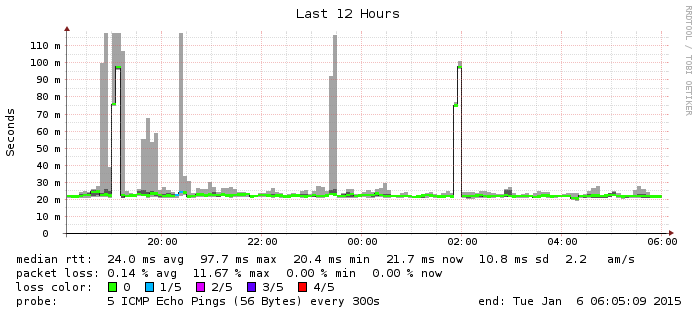 Last 12 Hours
RRDTOOL / TOBI OETIKER
Seconds
110 m
100 m
90 m
80 m
70 m
60 m
50 m
40 m
30 m
20 m
10 m
0
20:00 22:00 00:00 02:00 04:00 06:00
median rtt: 24.0 ms avg 97.7 ms max 20.4 ms min 21.7 ms now 10.8 ms sd 2.2 am/s
packet loss: 0.14 % avg 11.67 % max 0.00 % min 0.00 % now
loss color: 0 1/5 2/5 3/5 4/5
probe: 5 ICMP Echo Pings (56 Bytes) every 300s end: Tue Jan 6 06:05:09 2015